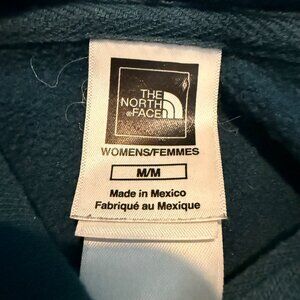 THE
NORTH
FACE
WOMENS/FEMMES
M/M
Made in Mexico
Fabriqué au Mexique